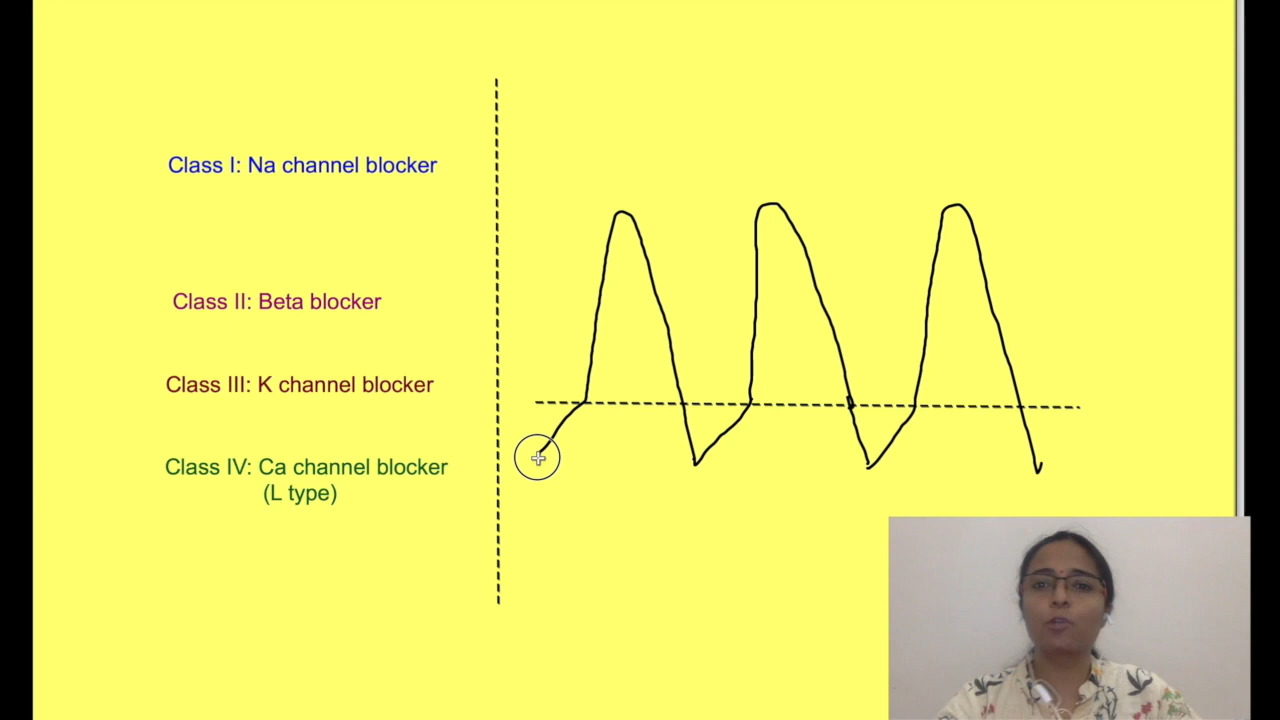 Class I: Na channel blocker
Class II: Beta blocker
Class III: K channel blocker
Class IV: Ca channel blocker
(L type)